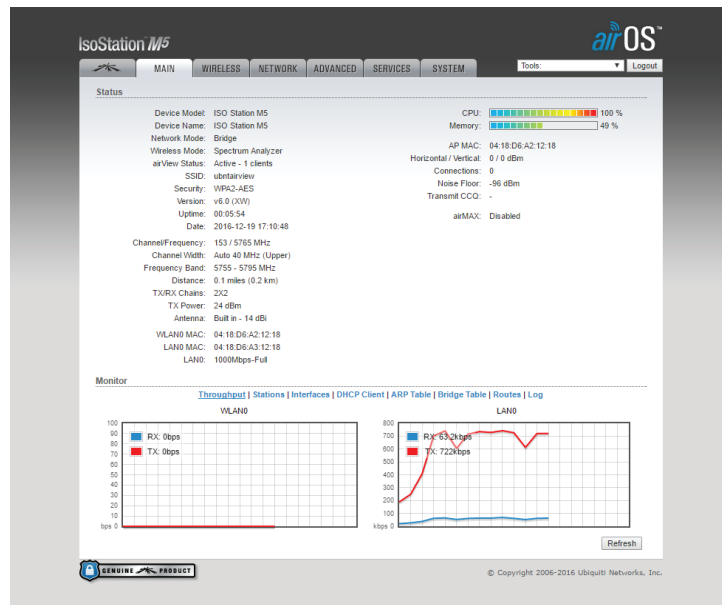 IsoStation M5
airOS™
MAIN WIRELESS NETWORK ADVANCED SERVICES SYSTEM Tools: Logout
Status
Device Model: ISO Station M5
Device Name: ISO Station M5
Network Mode: Bridge
Wireless Mode: Spectrum Analyzer
airView Status: Active - 1 clients
SSID: ubntairview
Security: WPA2-AES
Version: v6.0 (XW)
Uptime: 00:05:54
Date: 2016-12-19 17:10:48
Channel/Frequency: 153 / 5765 MHz
Channel Width: Auto 40 MHz (Upper)
Frequency Band: 5755 - 5795 MHz
Distance: 0.1 miles (0.2 km)
TX/RX Chains: 2X2
TX Power: 24 dBm
Antenna: Built in - 14 dBi
WLAN0 MAC: 04:18:D6:A2:12:18
LAN0 MAC: 04:18:D6:A3:12:18
LAN0: 1000Mbps-Full
CPU: 100 %
Memory: 49 %
AP MAC: 04:18:D6:A2:12:18
Horizontal / Vertical: 0 / 0 dBm
Connections: 0
Noise Floor: -96 dBm
Transmit CCQ: -
airMAX: Disabled
Monitor
Throughput | Stations | Interfaces | DHCP Client | ARP Table | Bridge Table | Routes | Log
WLAN0
100
90
80
70
60
50
40
30
20
10
bps 0
RX: 0bps
TX: 0bps
LAN0
800
700
600
500
400
300
200
100
kbps 0
RX: 63.2kbps
TX: 722kbps
Refresh
GENUINE PRODUCT
© Copyright 2006-2016 Ubiquiti Networks, Inc.